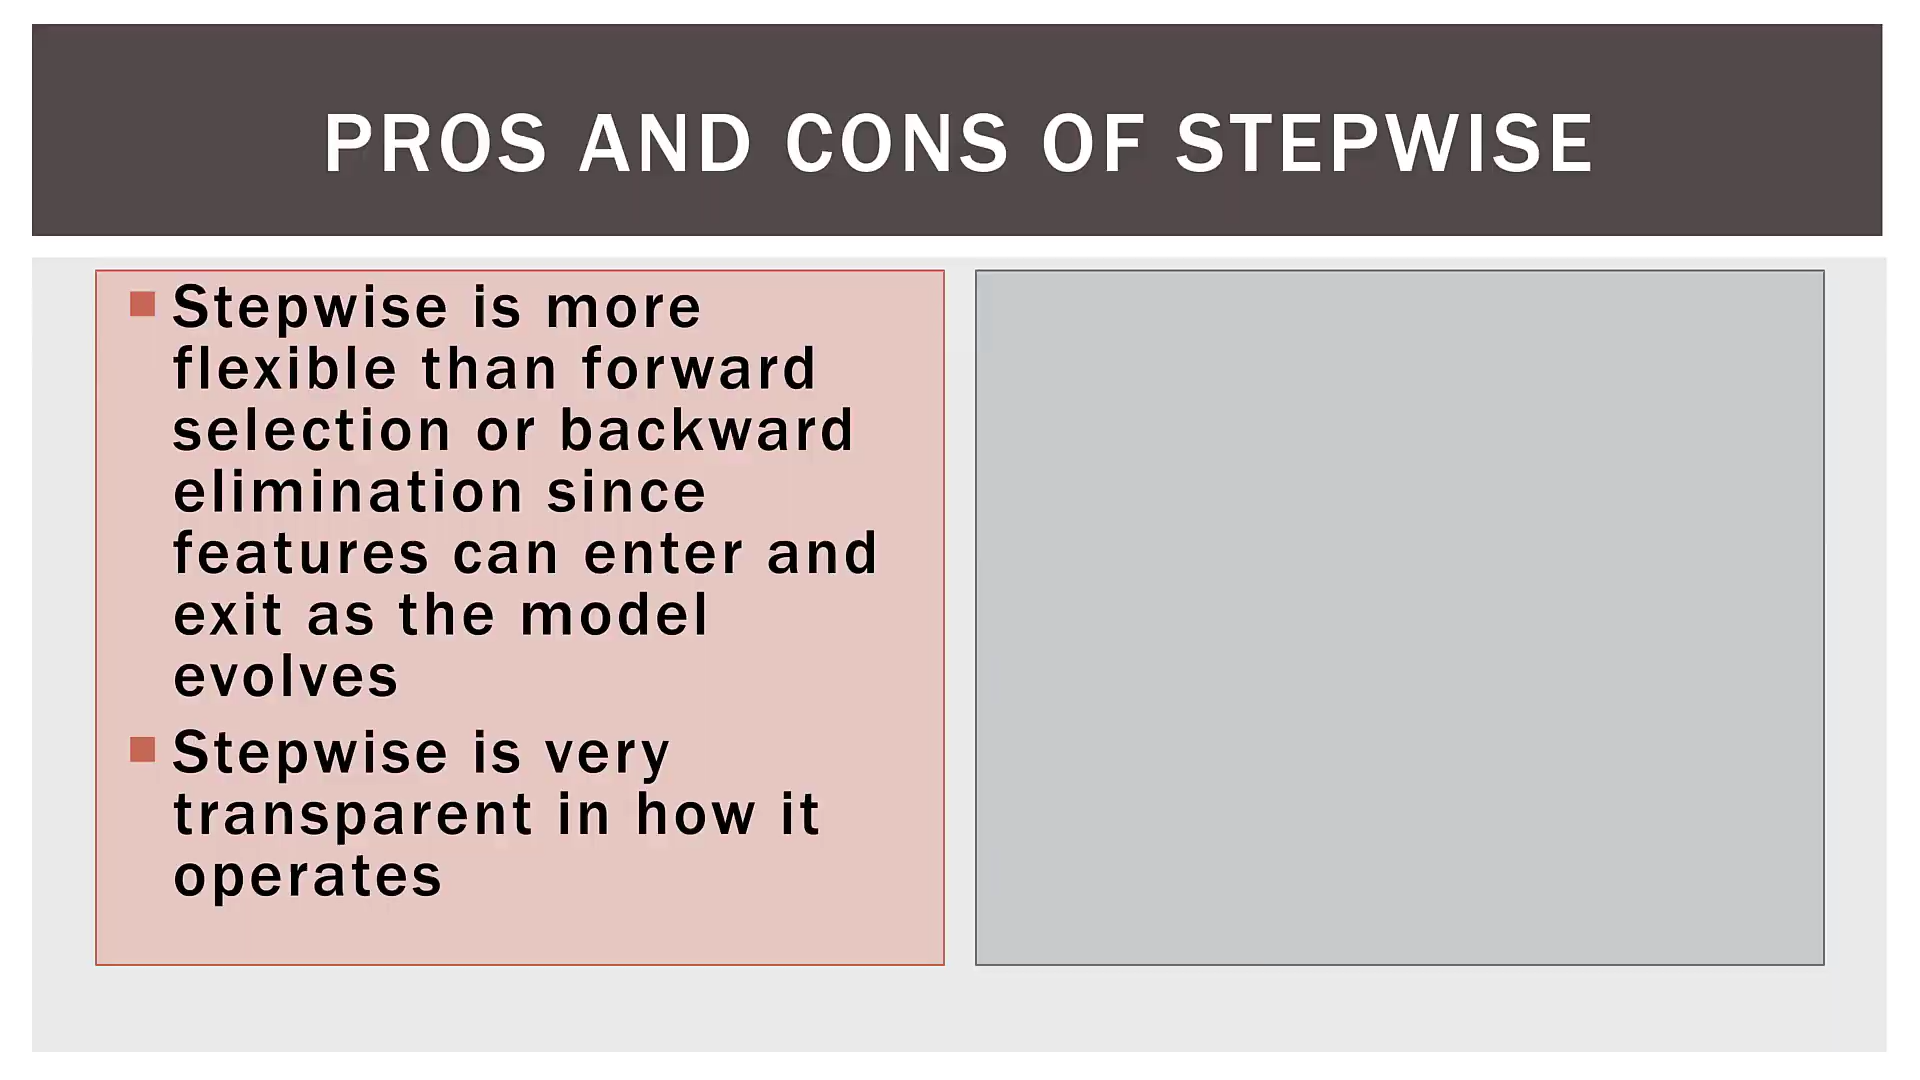 PROS AND CONS OF STEPWISE
Stepwise is more
flexible than forward
selection or backward
elimination since
features can enter and
exit as the model
evolves
Stepwise is very
transparent in how it
operates